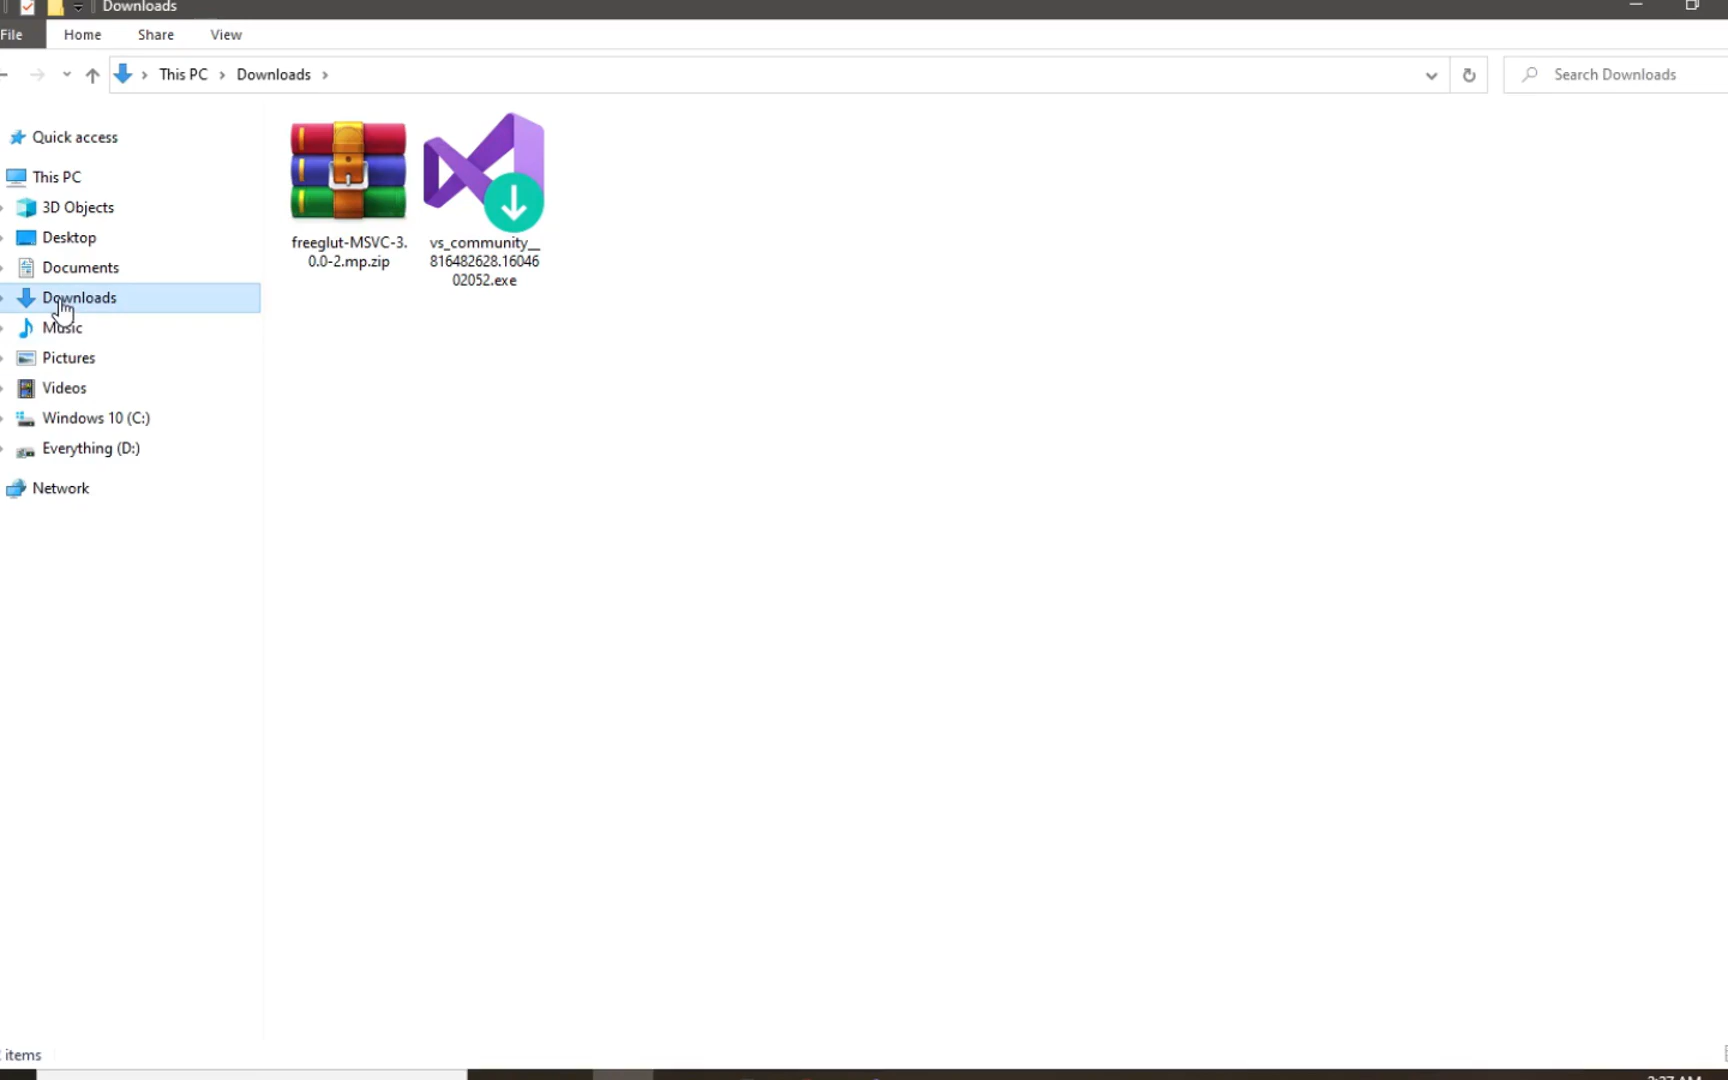 Downloads
File Home Share View
This PC Downloads
Search Downloads
Quick access
This PC
3D Objects
Desktop
Documents
Downloads
Music
Pictures
Videos
Windows 10 (C:)
Everything (D:)
Network
freeglut-MSVC-3.
0.0-2.mp.zip
vs_community__
816482628.16046
02052.exe
items